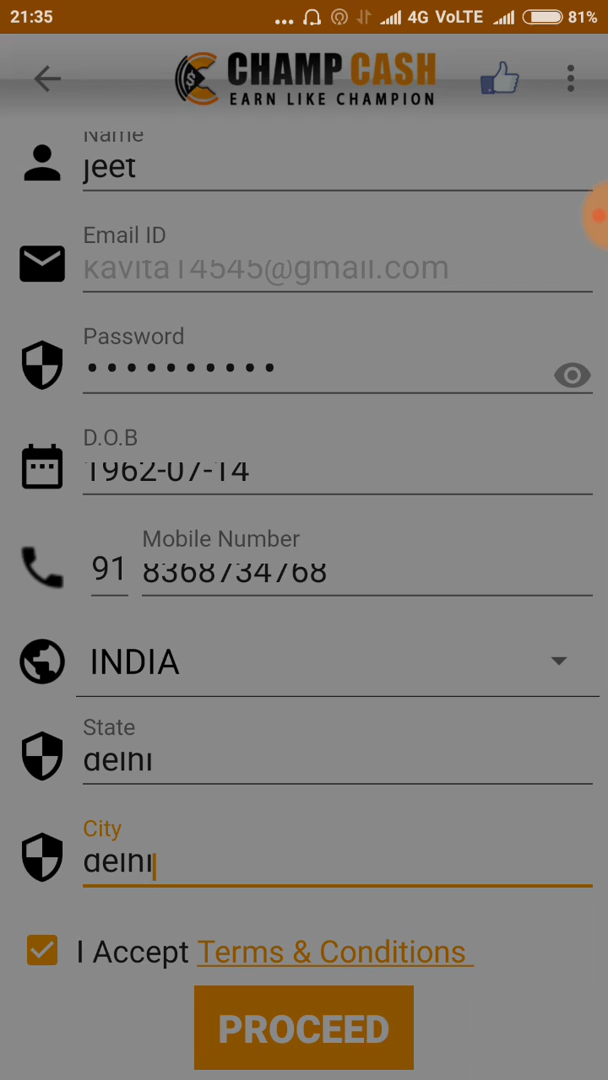 21:35 ... 4G VoLTE 81%
CHAMP CASH
EARN LIKE CHAMPION
Name
jeet
Email ID
kavita14545@gmail.com
Password
••••••••••
D.O.B
1962-07-14
Mobile Number
91 8368734768
INDIA
State
delhi
City
delhi
I Accept Terms & Conditions
PROCEED